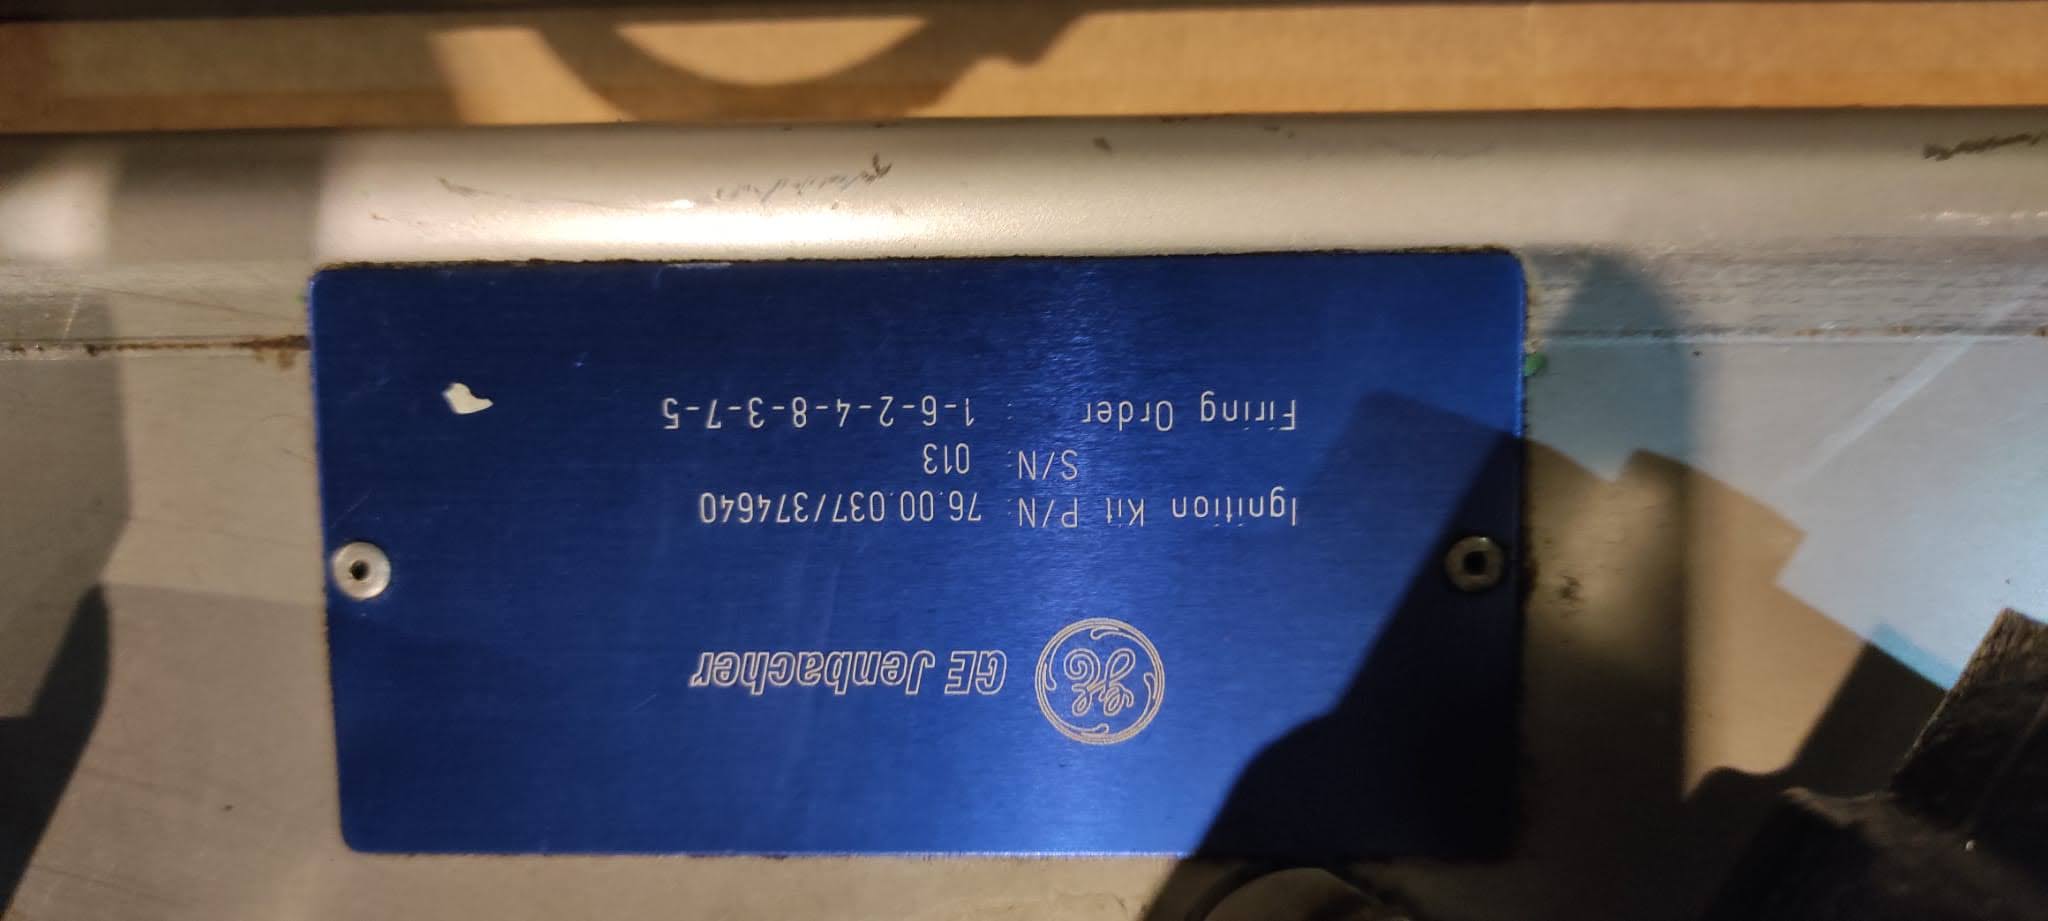 GE Jenbacher
Ignition Kit P/N: 76.00.037/374640
S/N: 013
Firing Order : 1-6-2-4-8-3-7-5